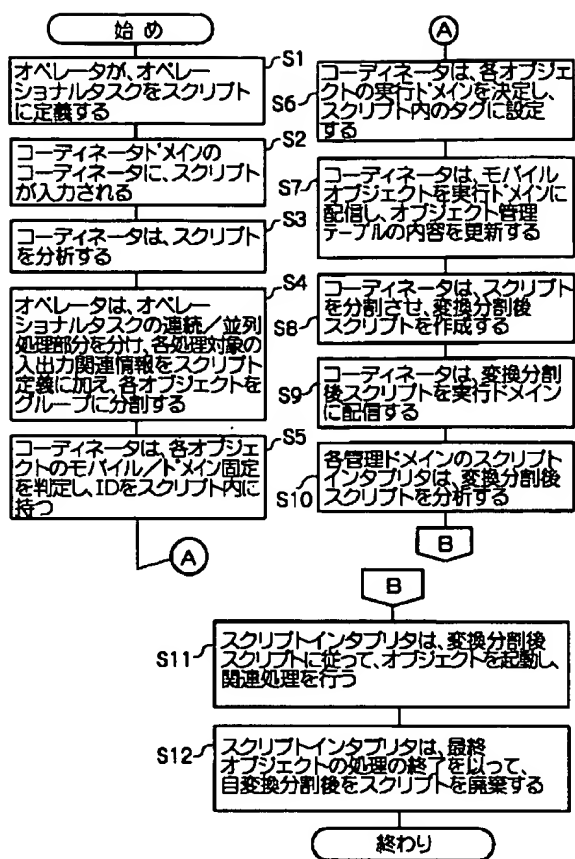 始め
S1
オペレータが、オペレー
ショナルタスクをスクリプト
に定義する
S2
コーディネータドメインの
コーディネータに、スクリプト
が入力される
S3
コーディネータは、スクリプト
を分析する
S4
オペレータは、オペレー
ショナルタスクの連続／並列
処理部分を分け、各処理対象の
入出力関連情報をスクリプト
定義に加え、各オブジェクトを
グループに分割する
S5
コーディネータは、各オブジェ
クトのモバイル／ドメイン固定
を判定し、IDをスクリプト内に
持つ
A
A
S6
コーディネータは、各オブジェ
クトの実行ドメインを決定し、
スクリプト内のタグに設定
する
S7
コーディネータは、モバイル
オブジェクトを実行ドメインに
配信し、オブジェクト管理
テーブルの内容を更新する
S8
コーディネータは、スクリプト
を分割させ、変換分割後
スクリプトを作成する
S9
コーディネータは、変換分割
後スクリプトを実行ドメイン
に配信する
S10
各管理ドメインのスクリプト
インタプリタは、変換分割後
スクリプトを分析する
B
B
S11
スクリプトインタプリタは、変換分割後
スクリプトに従って、オブジェクトを起動し、
関連処理を行う
S12
スクリプトインタプリタは、最終
オブジェクトの処理の終了を以って、
自変換分割後をスクリプトを廃棄する
終わり